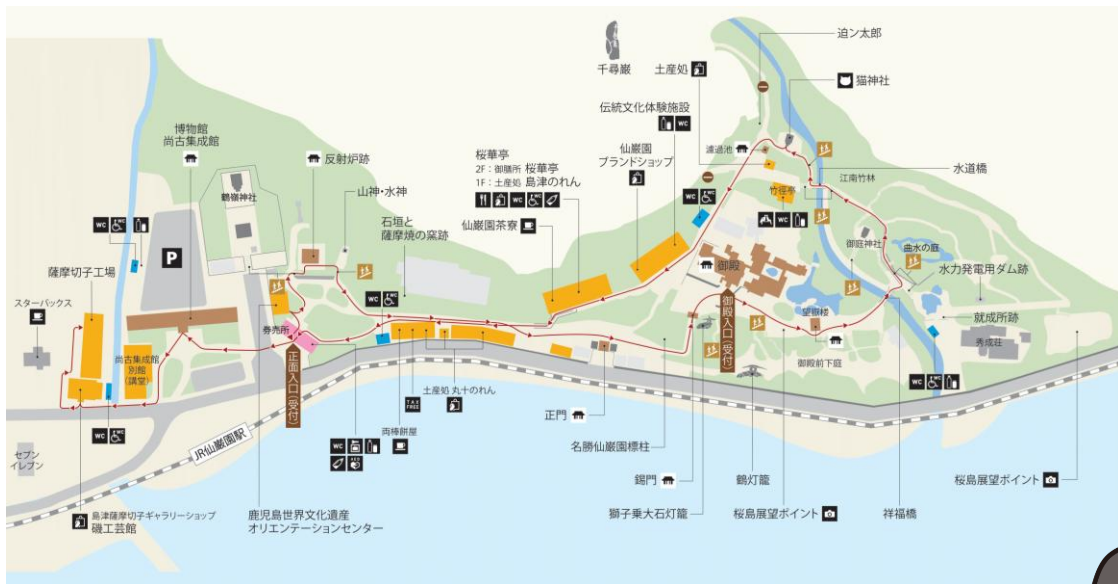 迫ン太郎
千尋巌
土産処
猫神社
伝統文化体験施設
WC
博物館
尚古集成館
反射炉跡
桜華亭
2F:御膳所 桜華亭
1F:土産処 島津のれん
WC
仙巌園
ブランドショップ
濾過池
水道橋
江南竹林
鶴嶺神社
山神・水神
石垣と
薩摩焼の窯跡
仙巌園茶寮
WC
竹徑亭
WC
御庭神社
曲水の庭
WC
P
薩摩切子工場
御殿
水力発電用ダム跡
スターバックス
WC
望嶽楼
就成所跡
秀成荘
券売所
御殿入口(受付)
尚古集成館
別館
(講堂)
正面入口(受付)
御殿前下庭
WC
土産処 丸十のれん
TAX
FREE
WC
両棒餅屋
正門
JR仙巌園駅
WC
AED
名勝仙巌園標柱
セブン
イレブン
錫門
鶴灯籠
桜島展望ポイント
島津薩摩切子ギャラリーショップ
磯工芸館
鹿児島世界文化遺産
オリエンテーションセンター
獅子乗大石灯籠
桜島展望ポイント
祥福橋